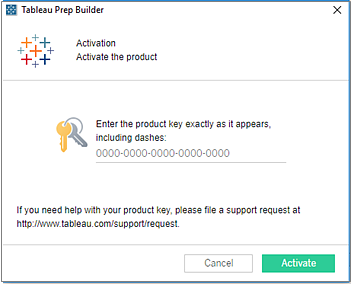 Tableau Prep Builder
Activation
Activate the product
Enter the product key exactly as it appears,
including dashes:
0000-0000-0000-0000-0000
If you need help with your product key, please file a support request at
http://www.tableau.com/support/request.
Cancel
Activate